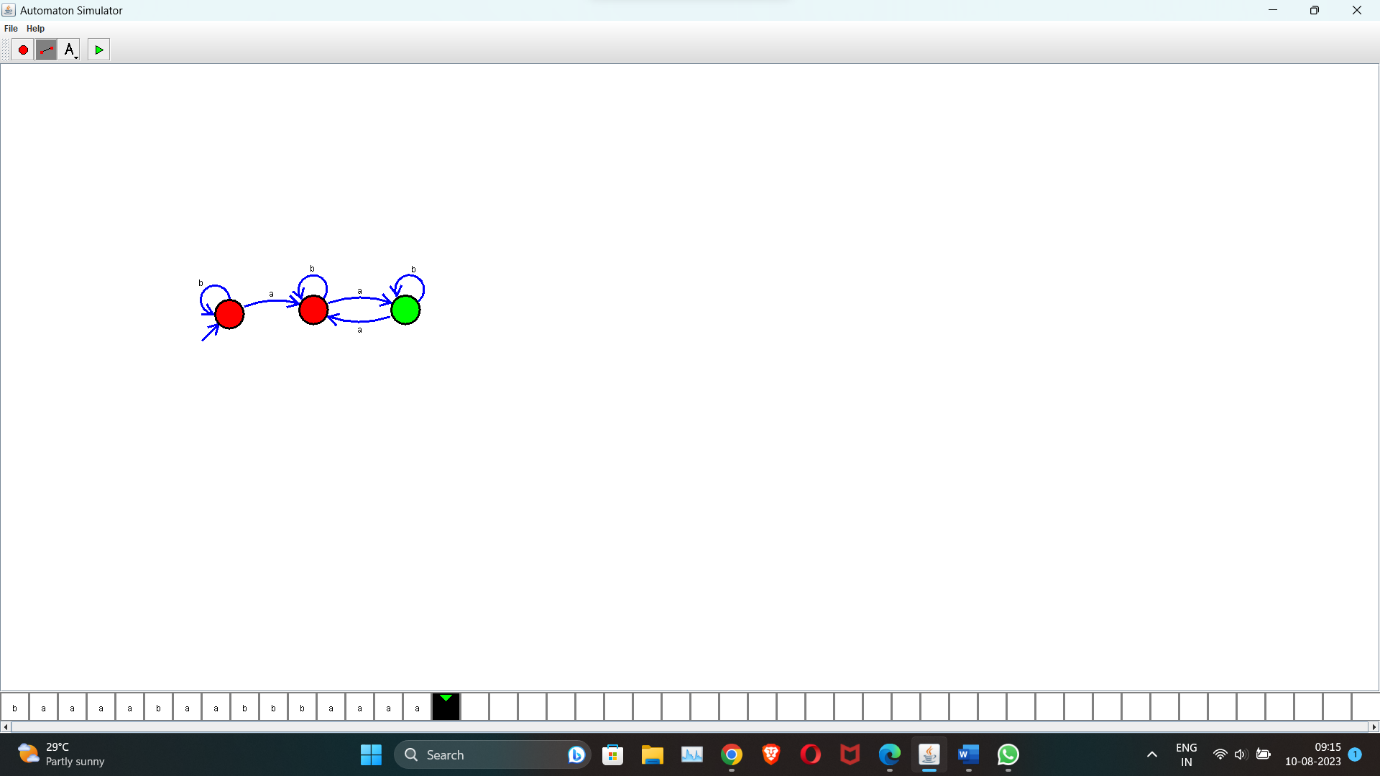 Automaton Simulator
File Help
A
b
b
b
a
a
a
b a a a a b a a b b b a a a a
29°C
Partly sunny
Search
ENG
IN
09:15
10-08-2023
1